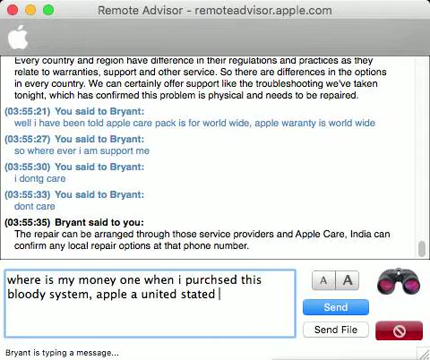 Remote Advisor - remoteadvisor.apple.com
Every country and region have difference in their regulations and practices as they
relate to warranties, support and other service. So there are differences in the options
in every country. We can certainly offer support like the troubleshooting we've taken
tonight, which has confirmed this problem is physical and needs to be repaired.
(03:55:21) You said to Bryant:
well i have been told apple care pack is for world wide, apple waranty is world wide
(03:55:27) You said to Bryant:
so where ever i am support me
(03:55:30) You said to Bryant:
i dontg care
(03:55:33) You said to Bryant:
dont care
(03:55:35) Bryant said to you:
The repair can be arranged through those service providers and Apple Care, India can
confirm any local repair options at that phone number.
where is my money one when i purchsed this
bloody system, apple a united stated
A A
Send
Send File
Bryant is typing a message...